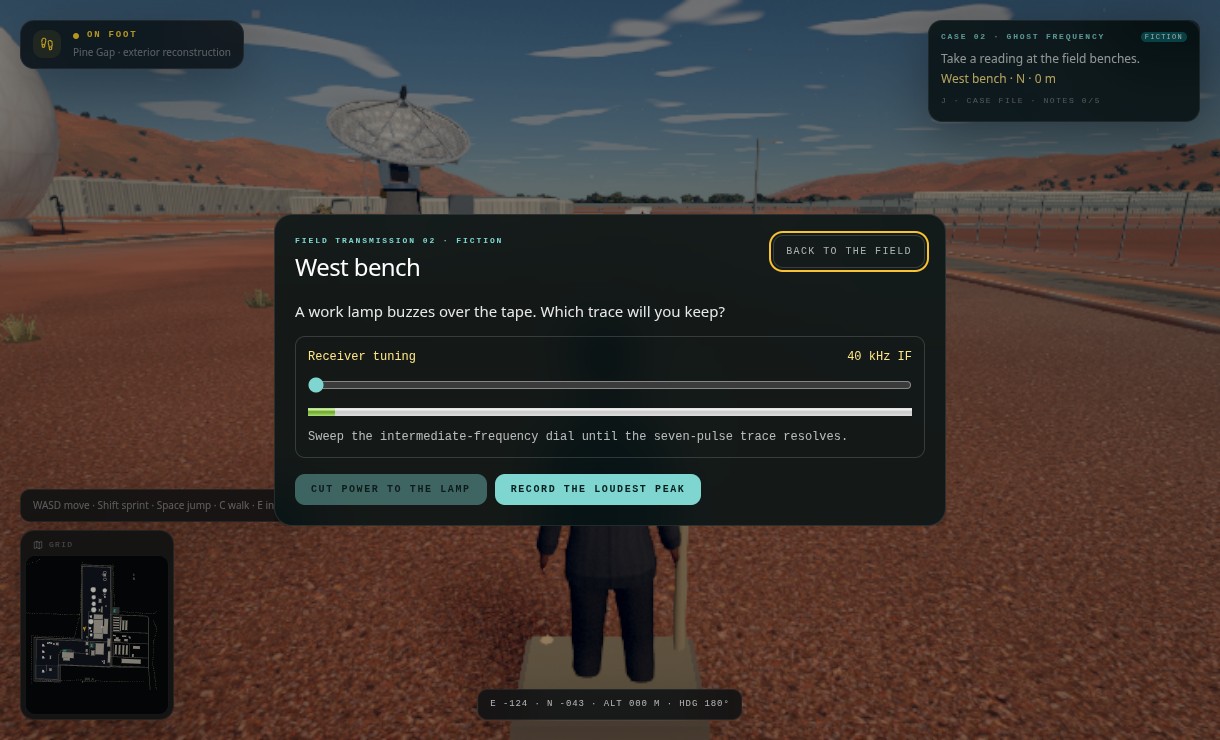 ON FOOT
Pine Gap · exterior reconstruction
CASE 02 · GHOST FREQUENCY
FICTION
Take a reading at the field benches.
West bench · N · 0 m
J · CASE FILE · NOTES 0/5
FIELD TRANSMISSION 02 · FICTION
West bench
BACK TO THE FIELD
A work lamp buzzes over the tape. Which trace will you keep?
Receiver tuning
40 kHz IF
Sweep the intermediate-frequency dial until the seven-pulse trace resolves.
CUT POWER TO THE LAMP
RECORD THE LOUDEST PEAK
WASD move · Shift sprint · Space jump · C walk · E in
GRID
E -124 · N -043 · ALT 000 M · HDG 180°